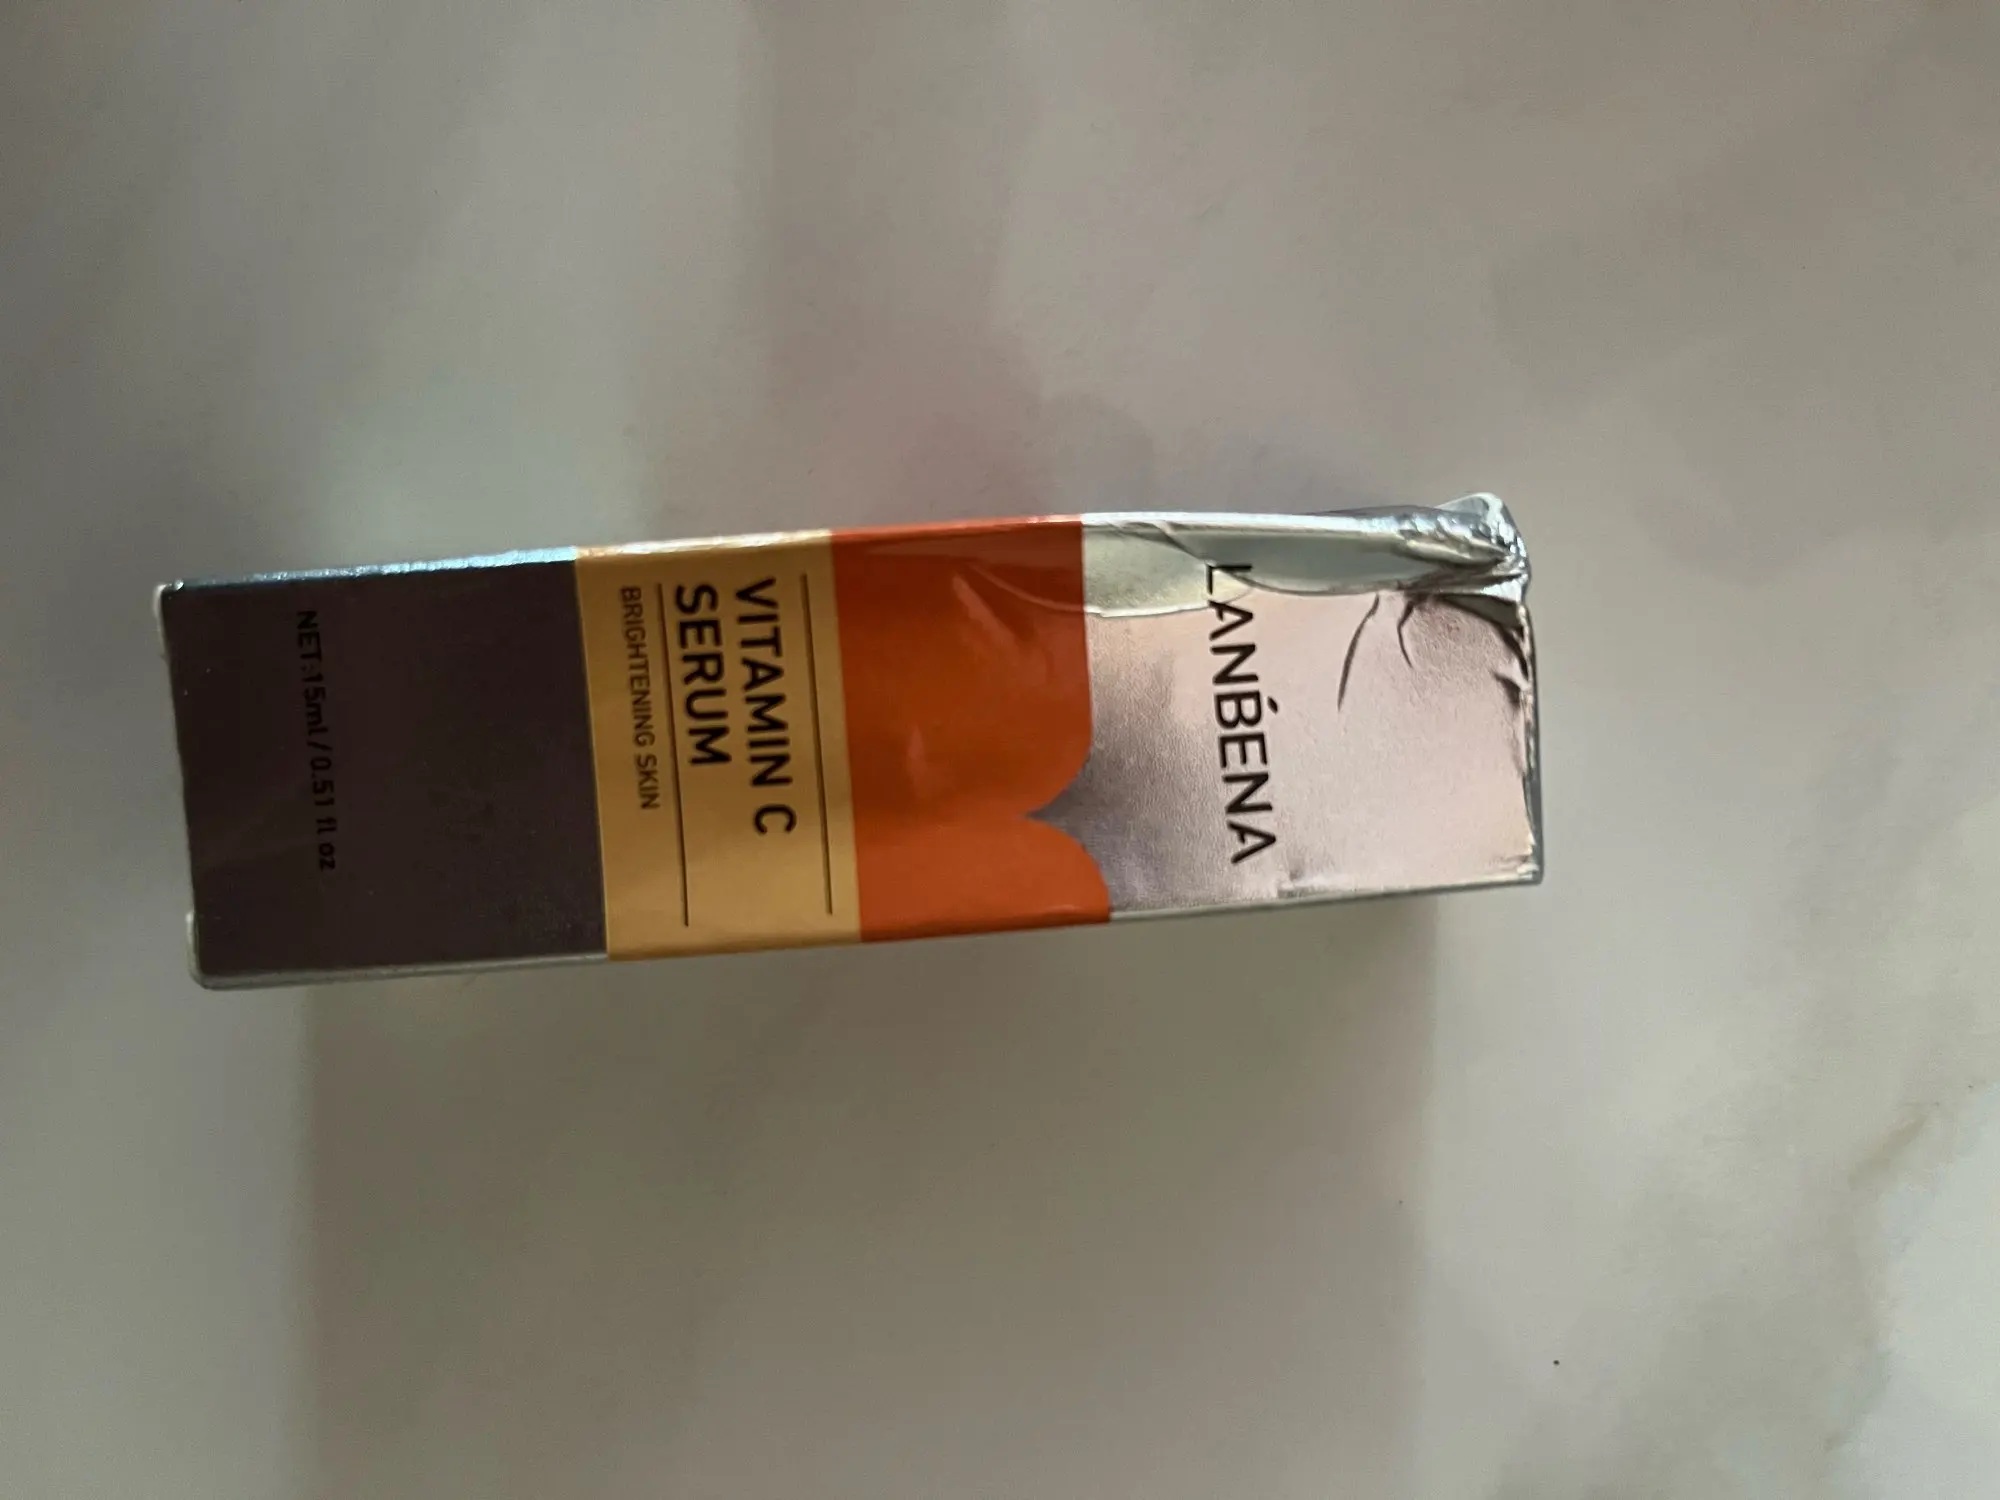 LANBÉNA
VITAMIN C
SERUM
BRIGHTENING SKIN
NET:15ml/0.51 fl oz